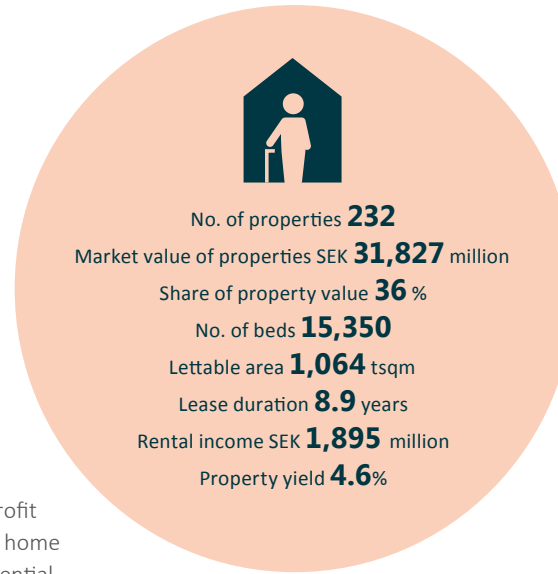 No. of properties 232
Market value of properties SEK 31,827 million
Share of property value 36 %
No. of beds 15,350
Lettable area 1,064 tsqm
Lease duration 8.9 years
Rental income SEK 1,895 million
Property yield 4.6%
home